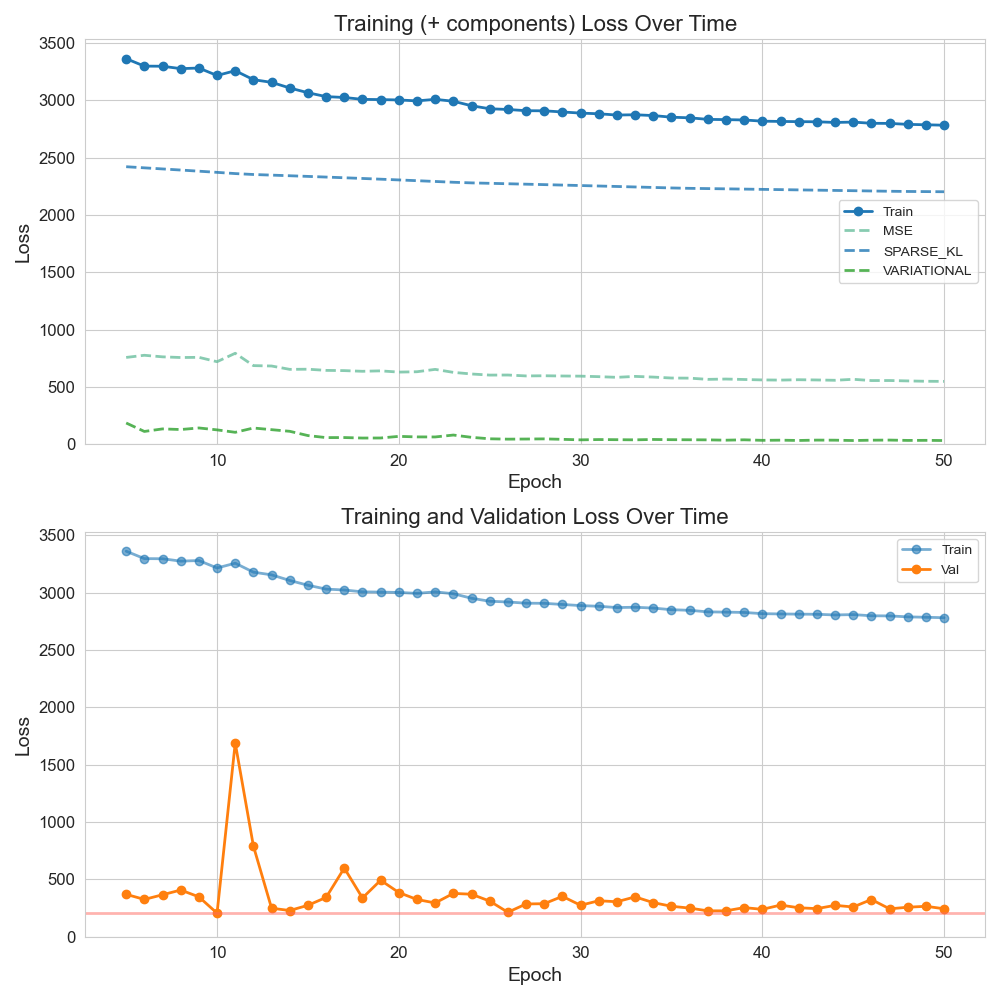 Training (+ components) Loss Over Time
3500
3000
2500
2000
1500
1000
500
0
Loss
10
20
30
40
50
Epoch
Train
MSE
SPARSE_KL
VARIATIONAL
Training and Validation Loss Over Time
3500
3000
2500
2000
1500
1000
500
0
Loss
10
20
30
40
50
Epoch
Train
Val